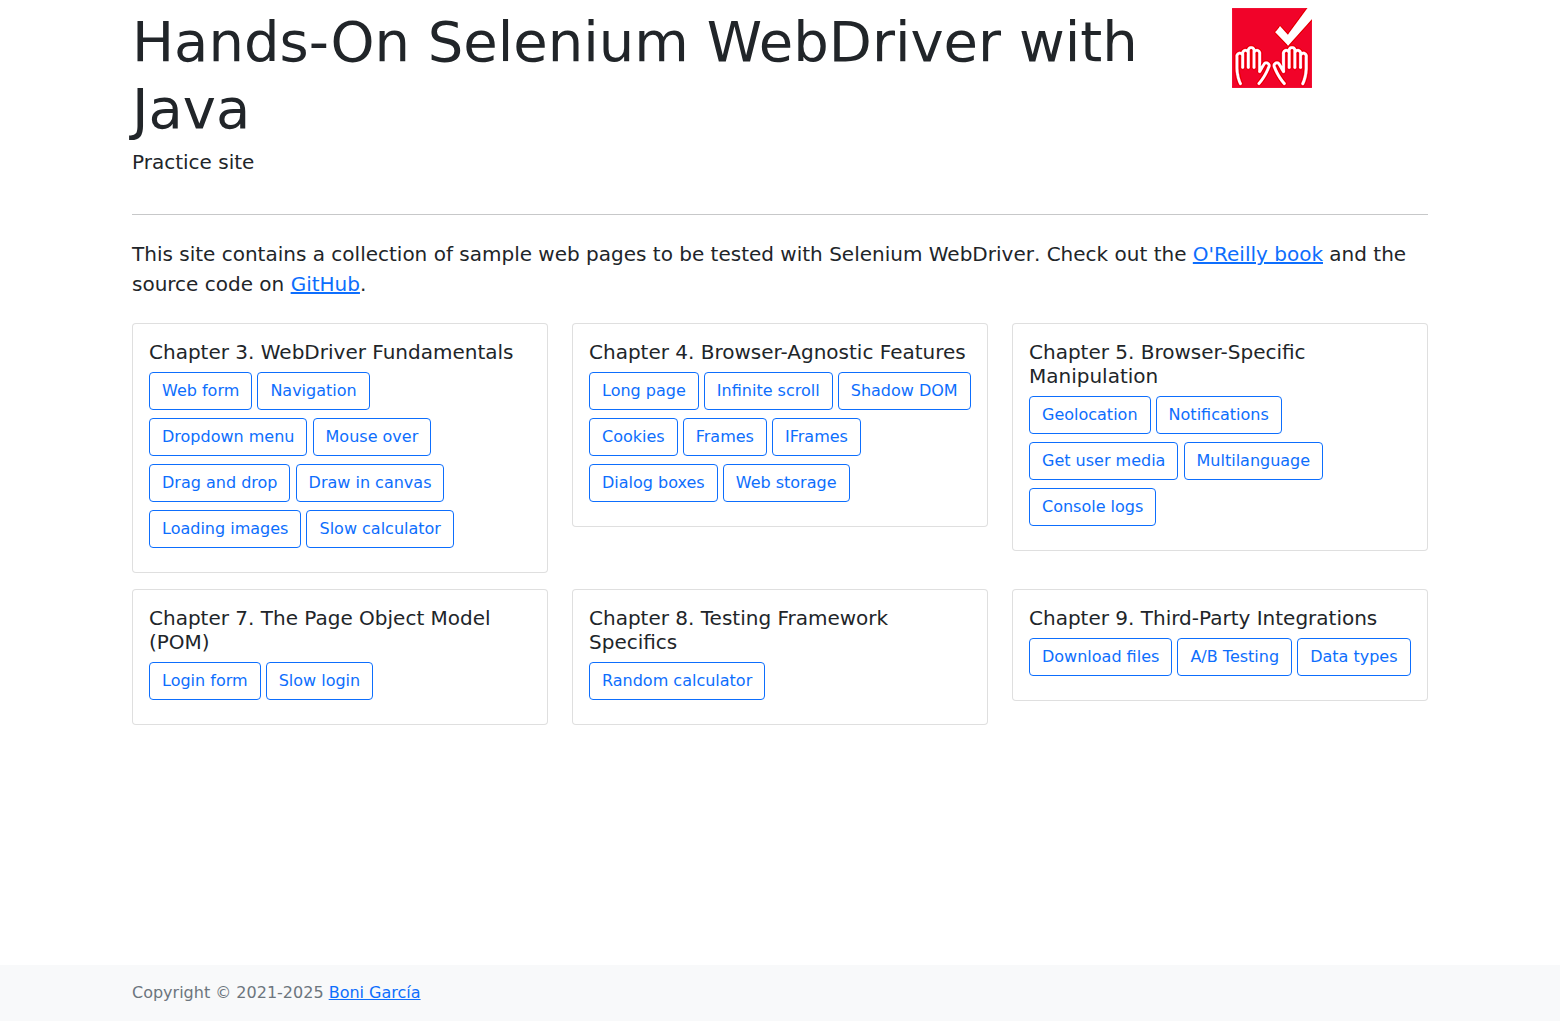 Hands-On Selenium WebDriver with
Java
Practice site
This site contains a collection of sample web pages to be tested with Selenium WebDriver. Check out the O'Reilly book and the
source code on GitHub.
Chapter 3. WebDriver Fundamentals
Web form Navigation
Dropdown menu Mouse over
Drag and drop Draw in canvas
Loading images Slow calculator
Chapter 4. Browser-Agnostic Features
Long page Infinite scroll Shadow DOM
Cookies Frames IFrames
Dialog boxes Web storage
Chapter 5. Browser-Specific
Manipulation
Geolocation Notifications
Get user media Multilanguage
Console logs
Chapter 7. The Page Object Model
(POM)
Login form Slow login
Chapter 8. Testing Framework
Specifics
Random calculator
Chapter 9. Third-Party Integrations
Download files A/B Testing Data types
Copyright © 2021-2025 Boni García